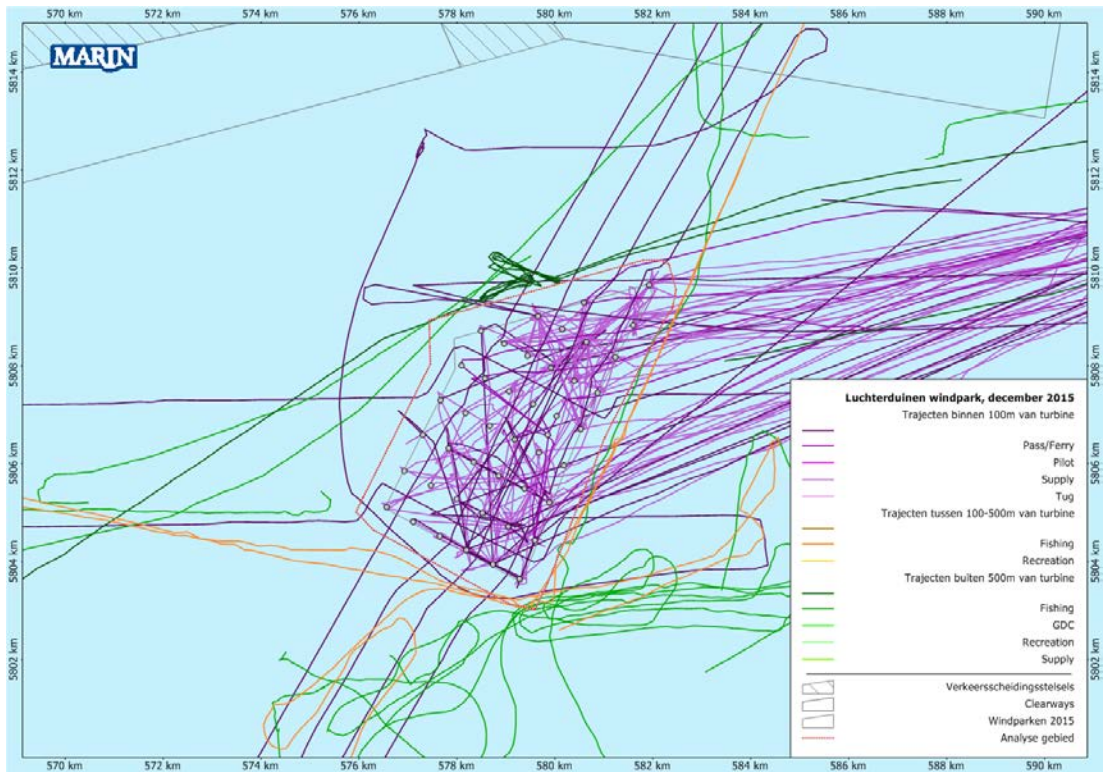 570 km 572 km 574 km 576 km 578 km 580 km 582 km 584 km 586 km 588 km 590 km
MARIN
5814 km 5814 km
5812 km 5812 km
5810 km 5810 km
5808 km 5808 km
5806 km 5806 km
5804 km 5804 km
5802 km 5802 km
Luchterduinen windpark, december 2015
Trajecten binnen 100m van turbine
Pass/Ferry
Pilot
Supply
Tug
Trajecten tussen 100-500m van turbine
Fishing
Recreation
Trajecten buiten 500m van turbine
Fishing
GDC
Recreation
Supply
Verkeersscheidingsstelsels
Clearways
Windparken 2015
Analyse gebied
570 km 572 km 574 km 576 km 578 km 580 km 582 km 584 km 586 km 588 km 590 km